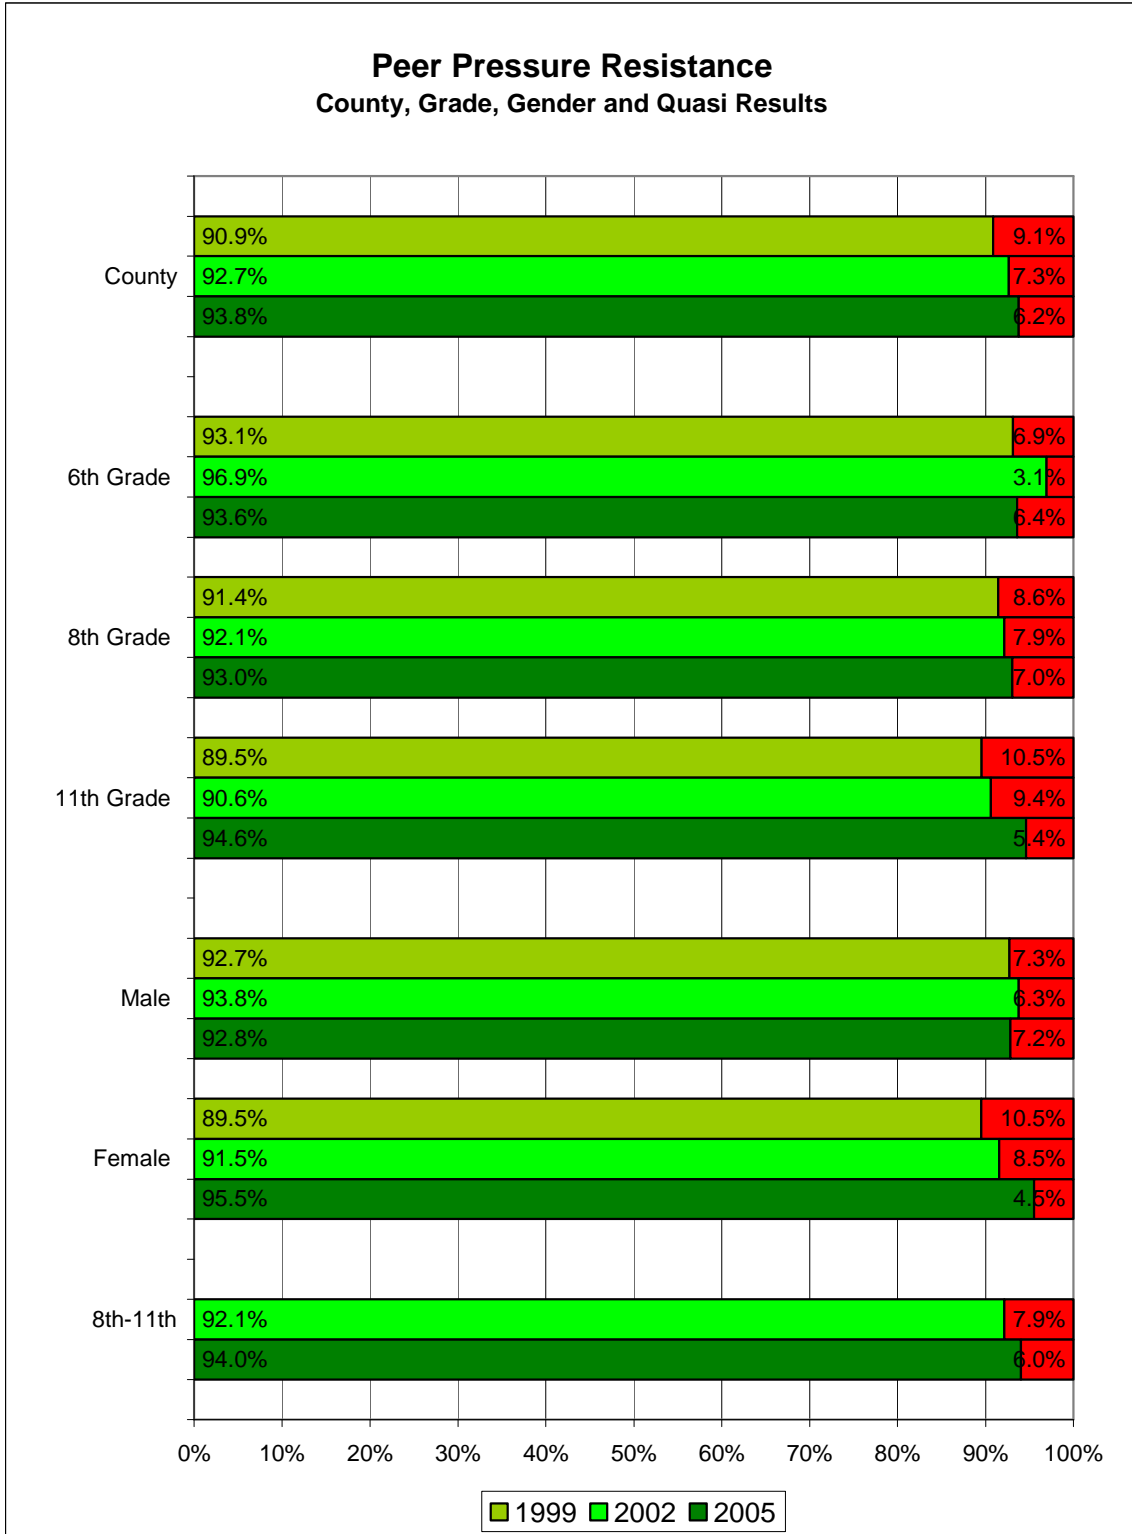 Peer Pressure Resistance
County, Grade, Gender and Quasi Results
90.9% 9.1%
County 92.7% 7.3%
93.8% 6.2%
93.1% 6.9%
6th Grade 96.9% 3.1%
93.6% 6.4%
91.4% 8.6%
8th Grade 92.1% 7.9%
93.0% 7.0%
89.5% 10.5%
11th Grade 90.6% 9.4%
94.6% 5.4%
92.7% 7.3%
Male 93.8% 6.3%
92.8% 7.2%
89.5% 10.5%
Female 91.5% 8.5%
95.5% 4.5%
8th-11th 92.1% 7.9%
94.0% 6.0%
0% 10% 20% 30% 40% 50% 60% 70% 80% 90% 100%
1999 2002 2005